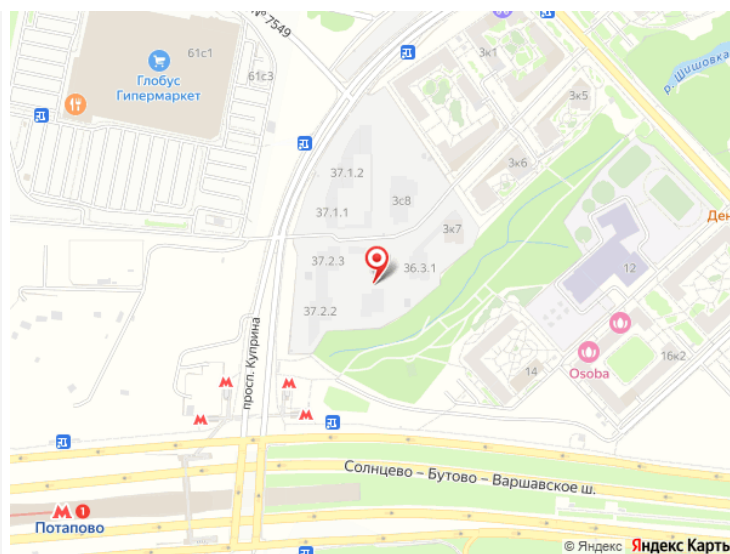 № 7549
61с1
Глобус
Гипермаркет
61с3
3к1
р. Шишовка
3к5
3к6
37.1.2
3с8
37.1.1
3к7
Ден
37.2.3
36.3.1
12
37.2.2
просп. Куприна
14
Osoba
16к2
Солнцево – Бутово – Варшавское ш.
М 1
Потапово
© Яндекс Яндекс Карты